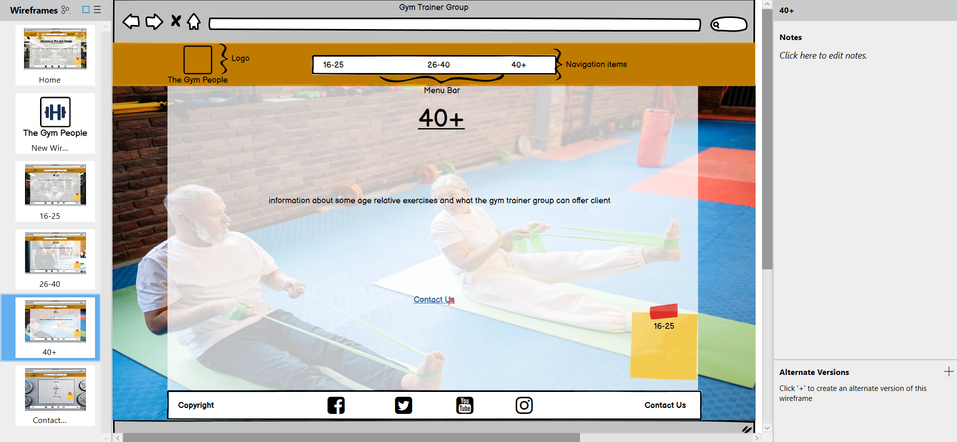 Wireframes
Home
The Gym People
New Wir...
16-25
26-40
40+
Contact...
Gym Trainer Group
Logo
The Gym People
16-25 26-40 40+
Navigation items
Menu Bar
40+
information about some age relative exercises and what the gym trainer group can offer client
Contact Us
16-25
Copyright
You
Tube
Contact Us
40+
Notes
Click here to edit notes.
Alternate Versions
Click '+' to create an alternate version of this
wireframe